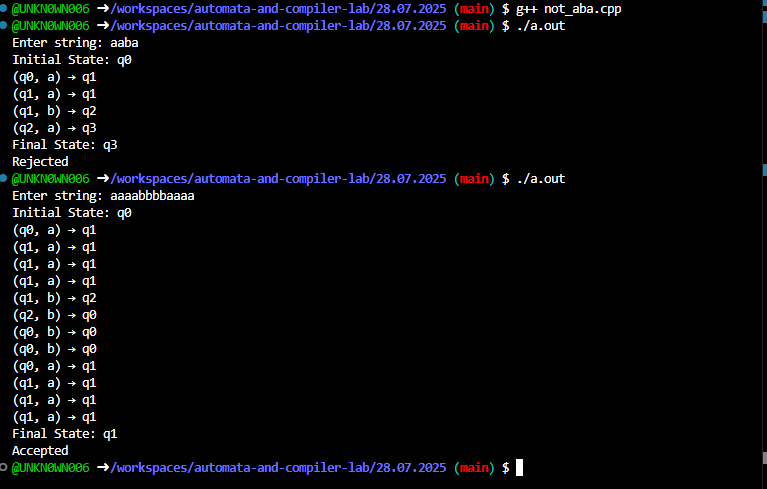 @UNKN0WN006 →/workspaces/automata-and-compiler-lab/28.07.2025 (main) $ g++ not_aba.cpp
@UNKN0WN006 →/workspaces/automata-and-compiler-lab/28.07.2025 (main) $ ./a.out
Enter string: aaba
Initial State: q0
(q0, a) → q1
(q1, a) → q1
(q1, b) → q2
(q2, a) → q3
Final State: q3
Rejected
@UNKN0WN006 →/workspaces/automata-and-compiler-lab/28.07.2025 (main) $ ./a.out
Enter string: aaaabbbbaaaa
Initial State: q0
(q0, a) → q1
(q1, a) → q1
(q1, a) → q1
(q1, a) → q1
(q1, b) → q2
(q2, b) → q0
(q0, b) → q0
(q0, b) → q0
(q0, a) → q1
(q1, a) → q1
(q1, a) → q1
(q1, a) → q1
Final State: q1
Accepted
@UNKN0WN006 →/workspaces/automata-and-compiler-lab/28.07.2025 (main) $